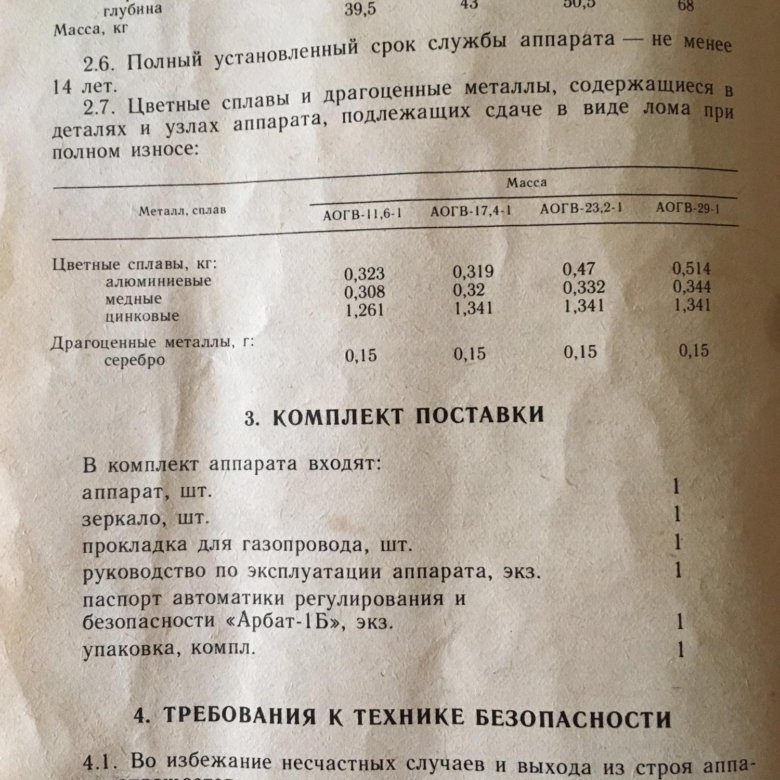 глубина
Масса, кг 39,5 43 50,5 68
2.6. Полный установленный срок службы аппарата — не менее
14 лет.
2.7. Цветные сплавы и драгоценные металлы, содержащиеся в
деталях и узлах аппарата, подлежащих сдаче в виде лома при
полном износе:
Масса
Металл, сплав АОГВ-11,6-1 АОГВ-17,4-1 АОГВ-23,2-1 АОГВ-29-1
Цветные сплавы, кг:
алюминиевые 0,323 0,319 0,47 0,514
медные 0,308 0,32 0,332 0,344
цинковые 1,261 1,341 1,341 1,341
Драгоценные металлы, г:
серебро 0,15 0,15 0,15 0,15
3. КОМПЛЕКТ ПОСТАВКИ
В комплект аппарата входят:
аппарат, шт. 1
зеркало, шт. 1
прокладка для газопровода, шт. 1
руководство по эксплуатации аппарата, экз. 1
паспорт автоматики регулирования и
безопасности «Арбат-1Б», экз. 1
упаковка, компл. 1
4. ТРЕБОВАНИЯ К ТЕХНИКЕ БЕЗОПАСНОСТИ
4.1. Во избежание несчастных случаев и выхода из строя аппа-